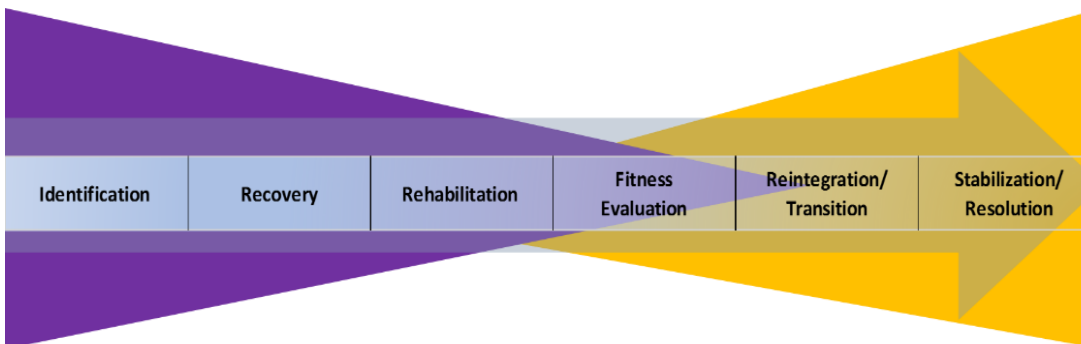 Identification
Recovery
Rehabilitation
Fitness
Evaluation
Reintegration/
Transition
Stabilization/
Resolution